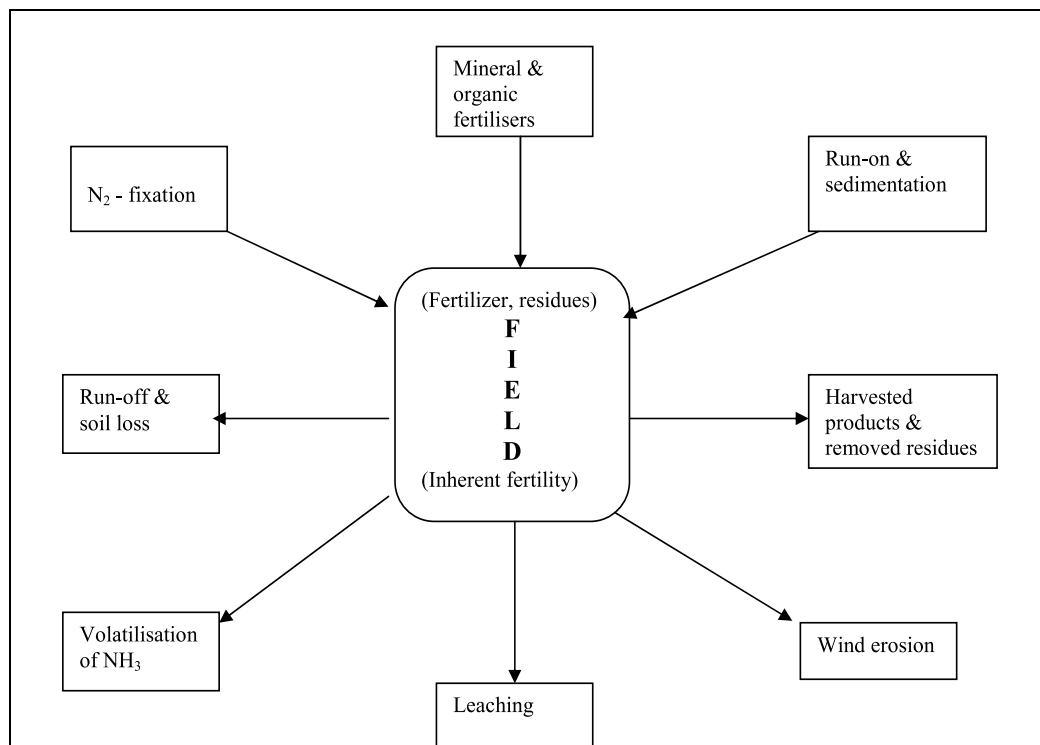 Mineral &
organic
fertilisers
N₂ - fixation
Run-on &
sedimentation
(Fertilizer, residues)
F
I
E
L
D
(Inherent fertility)
Run-off &
soil loss
Harvested
products &
removed residues
Volatilisation
of NH₃
Leaching
Wind erosion